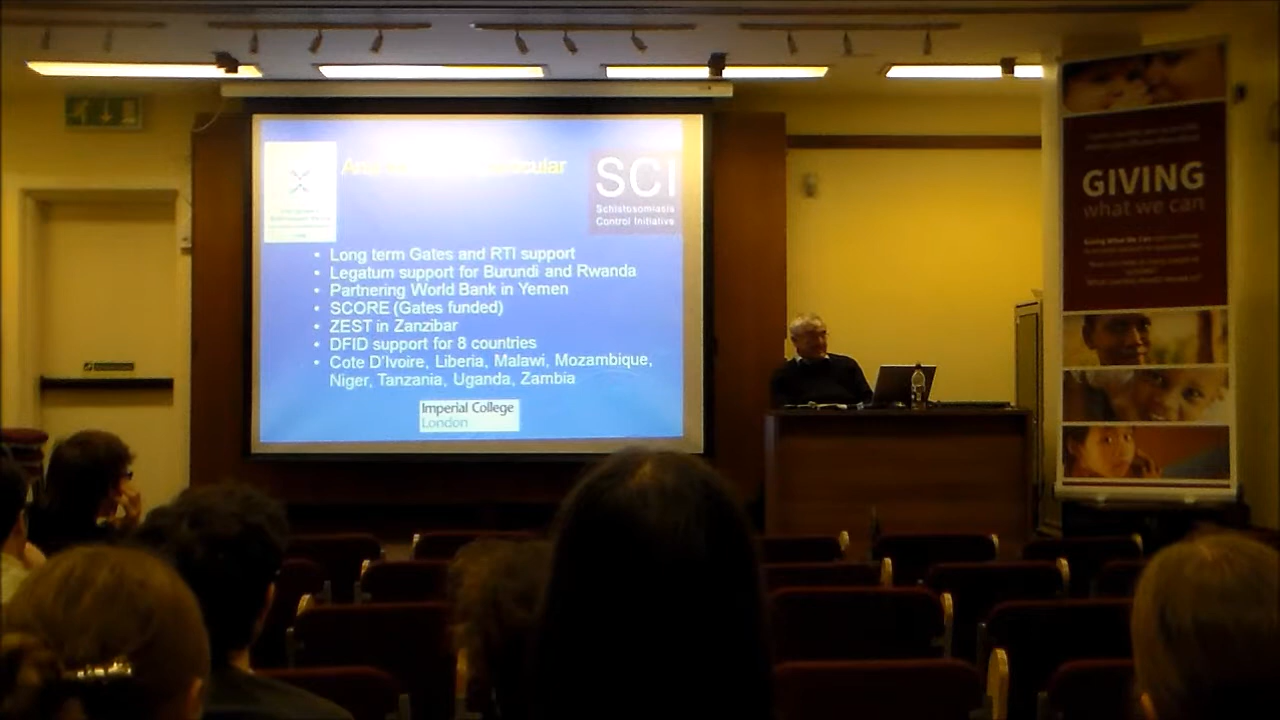 SCI
Schistosomiasis
Control Initiative
• Long term Gates and RTI support
• Legatum support for Burundi and Rwanda
• Partnering World Bank in Yemen
• SCORE (Gates funded)
• ZEST in Zanzibar
• DFID support for 8 countries
• Cote D'Ivoire, Liberia, Malawi, Mozambique,
Niger, Tanzania, Uganda, Zambia
Imperial College
London
GIVING
what we can